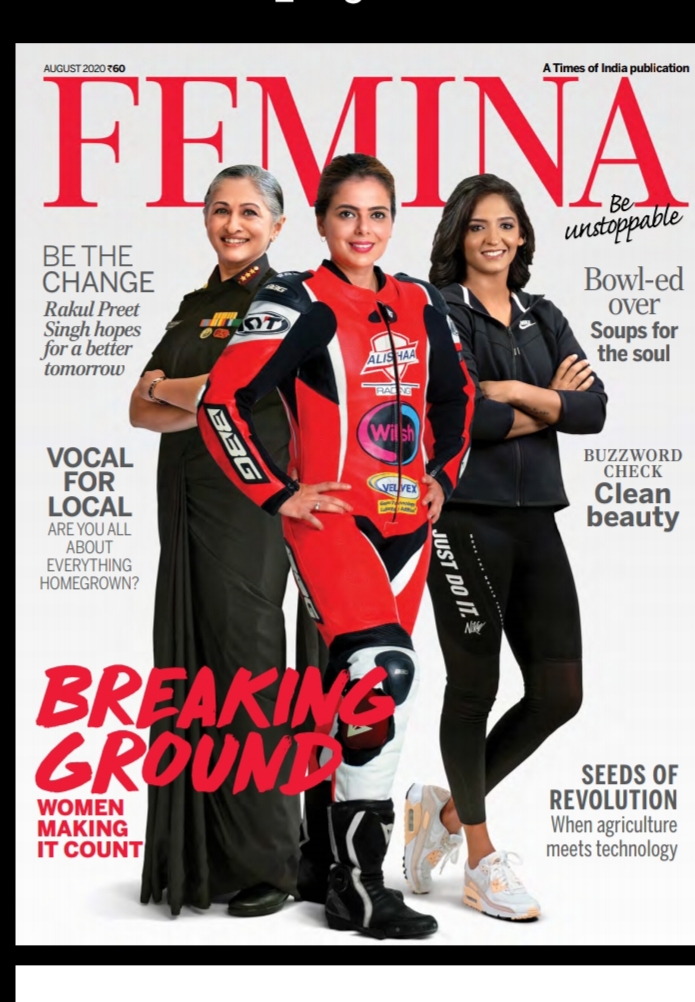 AUGUST 2020 ₹60
A Times of India publication
FEMINA
Be
unstoppable
BE THE
CHANGE
Rakul Preet
Singh hopes
for a better
tomorrow
Bowl-ed
over
Soups for
the soul
VOCAL
FOR
LOCAL
ARE YOU ALL
ABOUT
EVERYTHING
HOMEGROWN?
BUZZWORD
CHECK
Clean
beauty
ALISHAA
RACING
BBG
VELVEX
JUST DO IT.
BREAKING
GROUND
WOMEN
MAKING
IT COUNT
SEEDS OF
REVOLUTION
When agriculture
meets technology